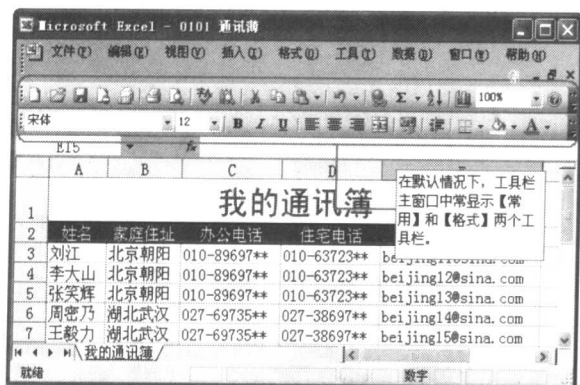 Microsoft Excel - 0101 通讯薄
文件(F) 编辑(E) 视图(V) 插入(I) 格式(O) 工具(T) 数据(D) 窗口(W) 帮助(H)
100%
宋体 12 B I U A
E15 fx
A B C D
在默认情况下，工具栏
主窗口中常显示【常
用】和【格式】两个工
具栏。
1 我的通讯薄
2 姓名 家庭住址 办公电话 住宅电话
3 刘江 北京朝阳 010-89697** 010-63723**
4 李大山 北京朝阳 010-89697** 010-63723** beijing12@sina.com
5 张笑辉 北京朝阳 010-89697** 010-63723** beijing13@sina.com
6 周密乃 湖北武汉 027-69735** 027-38697** beijing14@sina.com
7 王毅力 湖北武汉 027-69735** 027-38697** beijing15@sina.com
我的通讯薄
就绪 数字